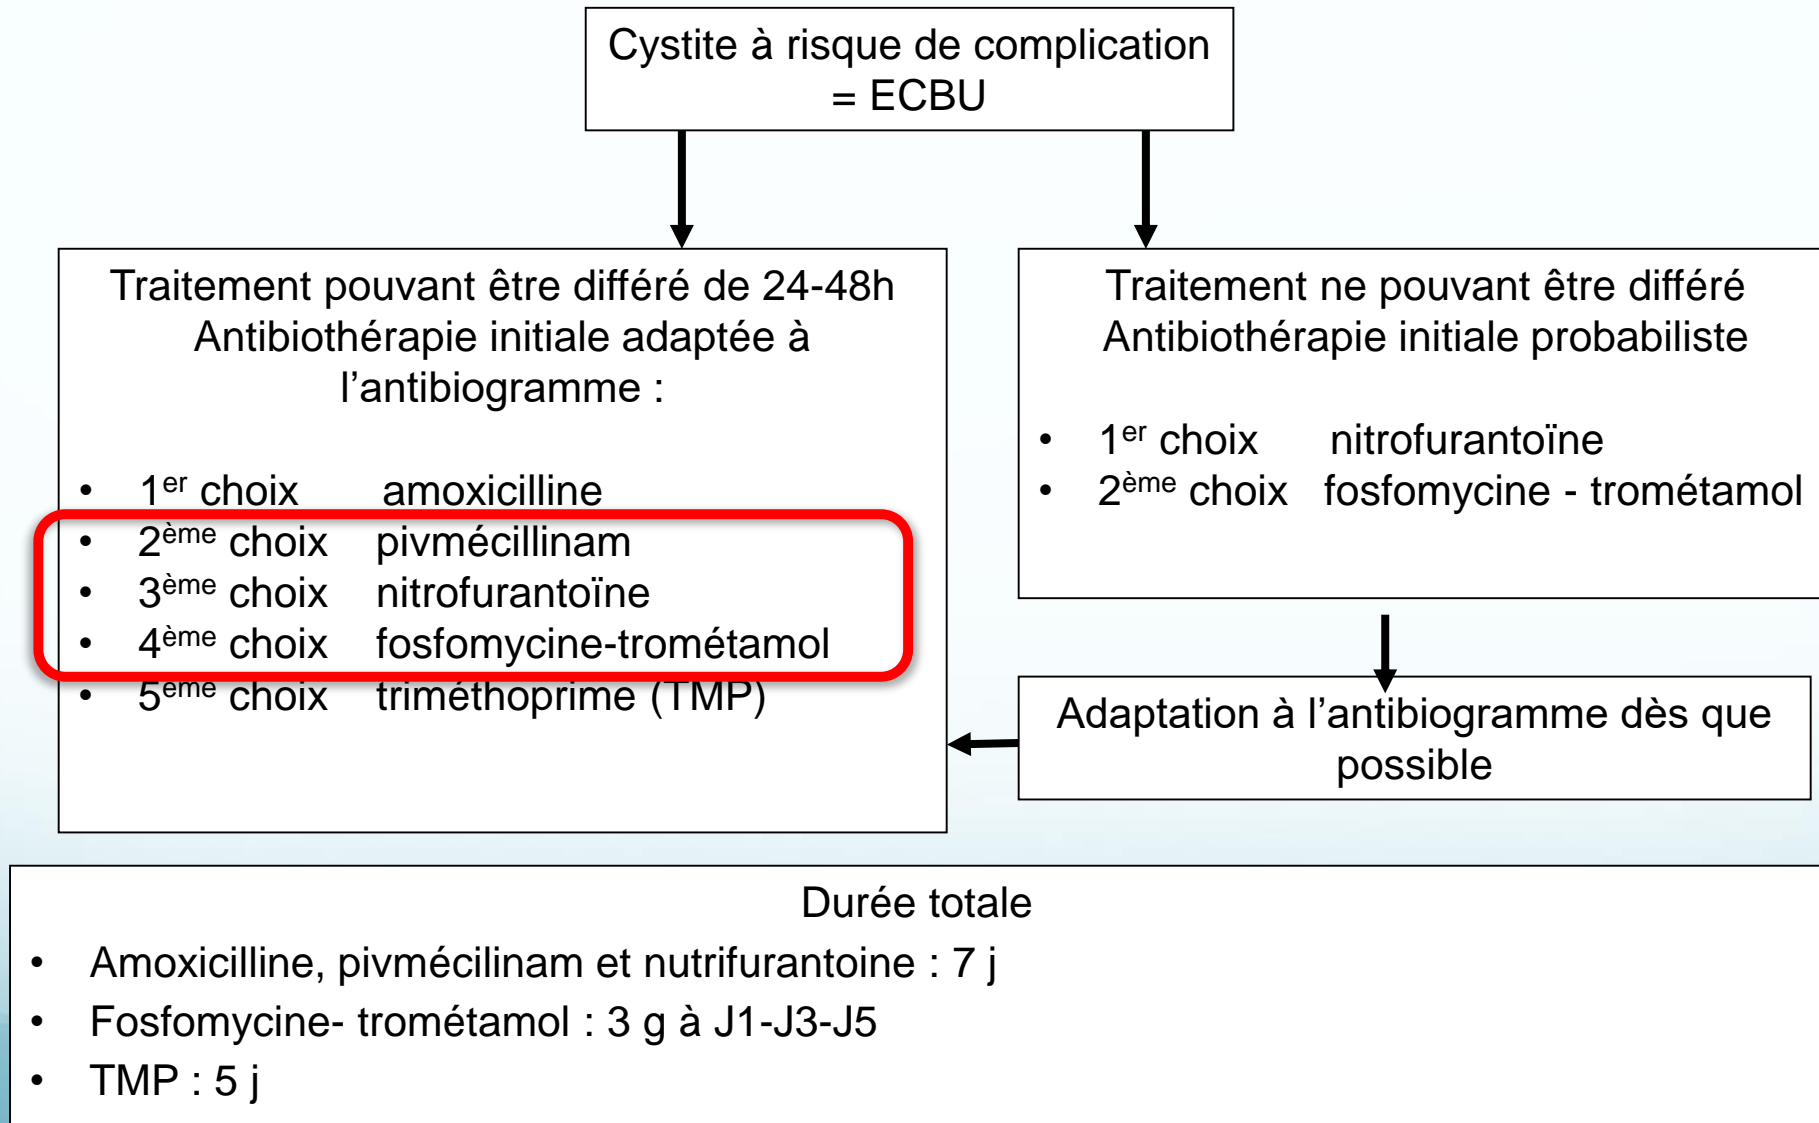 Cystite à risque de complication
= ECBU
Traitement pouvant être différé de 24-48h
Antibiothérapie initiale adaptée à
l’antibiogramme :
• 1er choix amoxicilline
• 2ème choix pivmécillinam
• 3ème choix nitrofurantoïne
• 4ème choix fosfomycine-trométamol
• 5ème choix triméthoprime (TMP)
Traitement ne pouvant être différé
Antibiothérapie initiale probabiliste
• 1er choix nitrofurantoïne
• 2ème choix fosfomycine - trométamol
Adaptation à l’antibiogramme dès que
possible
Durée totale
• Amoxicilline, pivmécilinam et nutrifurantoine : 7 j
• Fosfomycine- trométamol : 3 g à J1-J3-J5
• TMP : 5 j